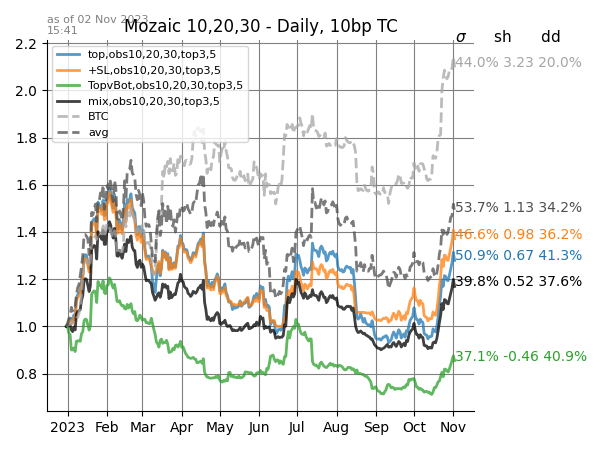 as of 02 Nov 2023
15:41
Mozaic 10,20,30 - Daily, 10bp TC
σ sh dd
top,obs10,20,30,top3,5
+SL,obs10,20,30,top3,5
TopvBot,obs10,20,30,top3,5
mix,obs10,20,30,top3,5
BTC
avg
2.2
2.0
1.8
1.6
1.4
1.2
1.0
0.8
44.0% 3.23 20.0%
53.7% 1.13 34.2%
46.6% 0.98 36.2%
50.9% 0.67 41.3%
39.8% 0.52 37.6%
37.1% -0.46 40.9%
2023 Feb Mar Apr May Jun Jul Aug Sep Oct Nov